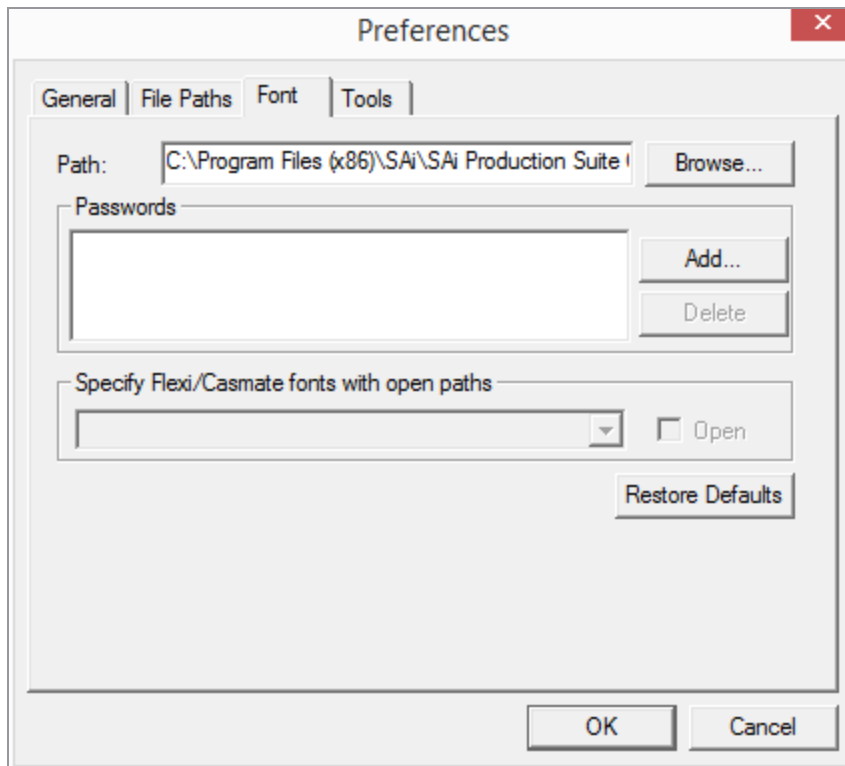 Preferences
General File Paths Font Tools
Path: C:\Program Files (x86)\SAi\SAi Production Suite ( Browse...
Passwords
Add...
Delete
Specify Flexi/Casmate fonts with open paths
Open
Restore Defaults
OK Cancel